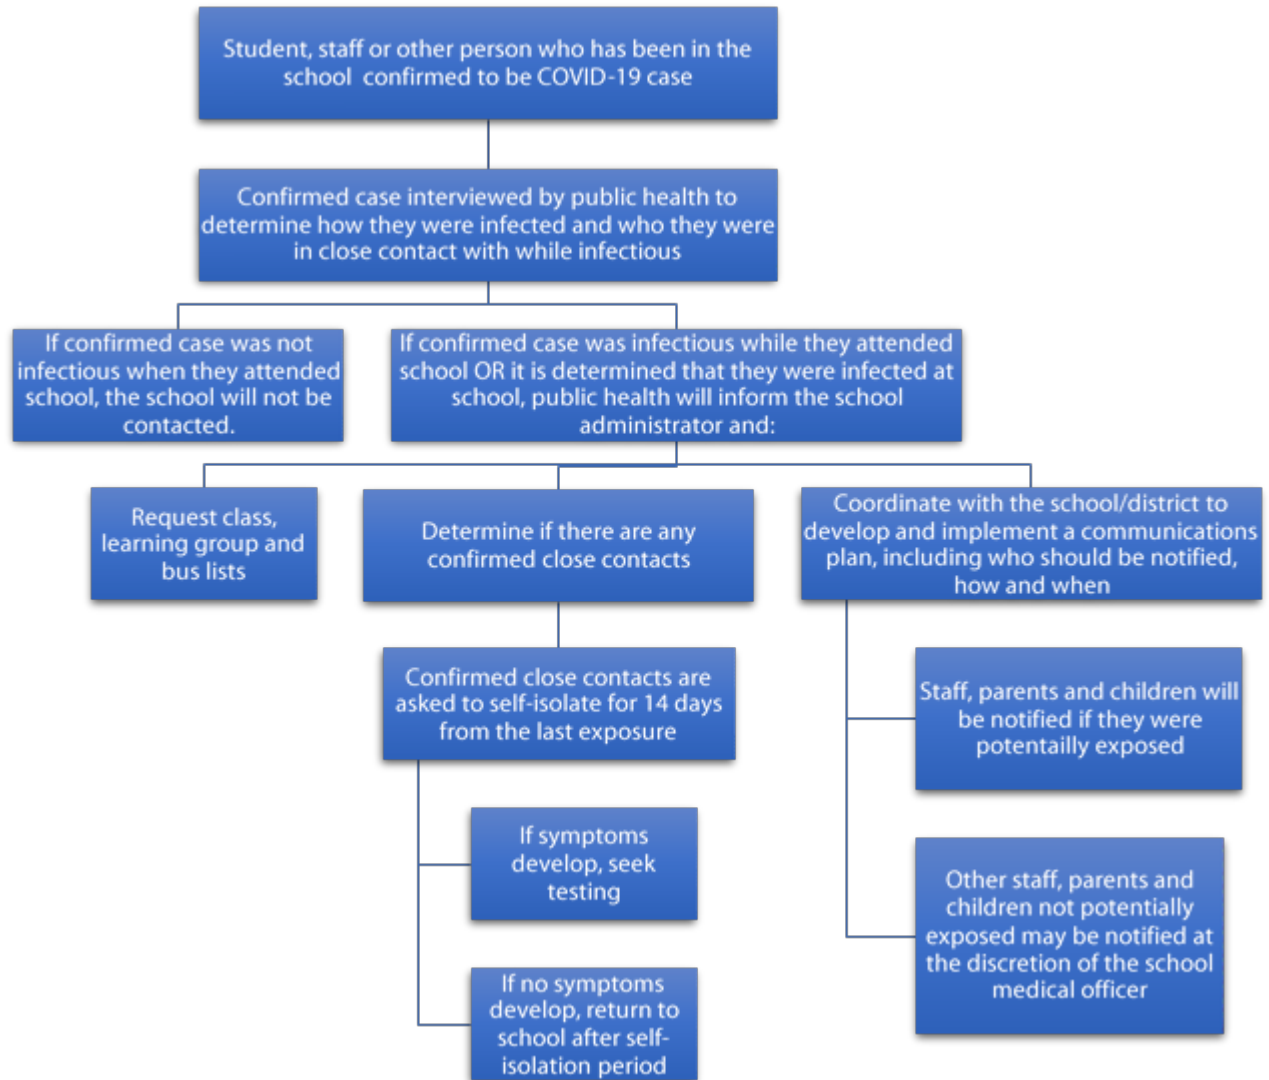 Student, staff or other person who has been in the
school confirmed to be COVID-19 case
Confirmed case interviewed by public health to
determine how they were infected and who they were
in close contact with while infectious
If confirmed case was not
infectious when they attended
school, the school will not be
contacted.
If confirmed case was infectious while they attended
school OR it is determined that they were infected at
school, public health will inform the school
administrator and:
Request class,
learning group and
bus lists
Determine if there are any
confirmed close contacts
Coordinate with the school/district to
develop and implement a communications
plan, including who should be notified,
how and when
Confirmed close contacts are
asked to self-isolate for 14 days
from the last exposure
Staff, parents and children will
be notified if they were
potentailly exposed
If symptoms
develop, seek
testing
Other staff, parents and
children not potentially
exposed may be notified at
the discretion of the school
medical officer
If no symptoms
develop, return to
school after self-
isolation period